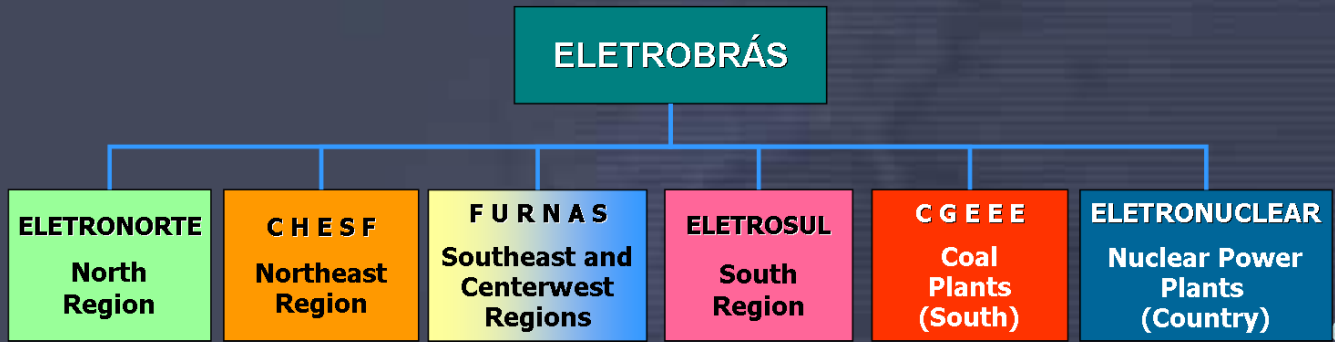 ELETROBRÁS
ELETRONORTE
North
Region
C H E S F
Northeast
Region
F U R N A S
Southeast and
Centerwest
Regions
ELETROSUL
South
Region
C G E E E
Coal
Plants
(South)
ELETRONUCLEAR
Nuclear Power
Plants
(Country)